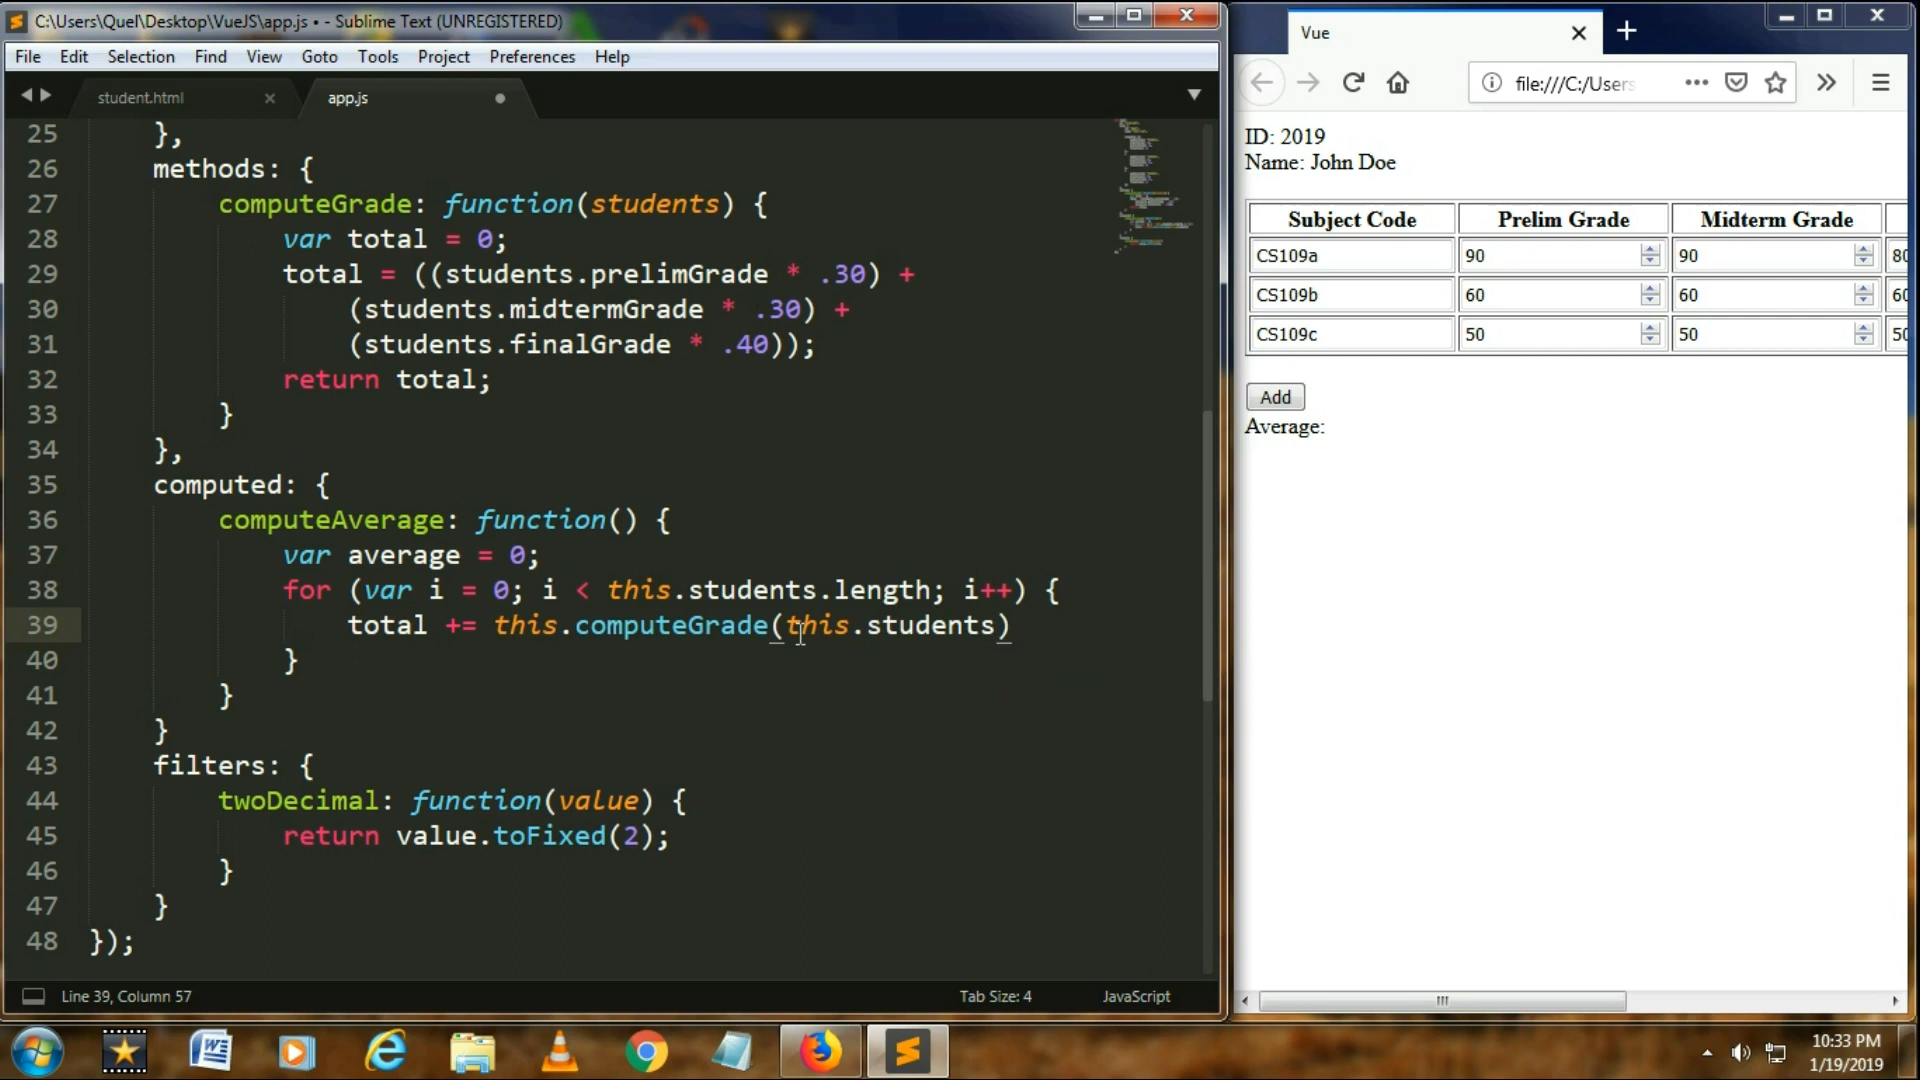 C:\Users\Quel\Desktop\VueJS\app.js • - Sublime Text (UNREGISTERED)
File Edit Selection Find View Goto Tools Project Preferences Help
student.html app.js
25 },
26 methods: {
27 computeGrade: function(students) {
28 var total = 0;
29 total = ((students.prelimGrade * .30) +
30 (students.midtermGrade * .30) +
31 (students.finalGrade * .40));
32 return total;
33 }
34 },
35 computed: {
36 computeAverage: function() {
37 var average = 0;
38 for (var i = 0; i < this.students.length; i++) {
39 total += this.computeGrade(this.students)
40 }
41 }
42 }
43 filters: {
44 twoDecimal: function(value) {
45 return value.toFixed(2);
46 }
47 }
48 });
Line 39, Column 57 Tab Size: 4 JavaScript
Vue
file:///C:/Users
ID: 2019
Name: John Doe
Subject Code Prelim Grade Midterm Grade
CS109a 90 90 80
CS109b 60 60 60
CS109c 50 50 50
Add
Average:
10:33 PM
1/19/2019